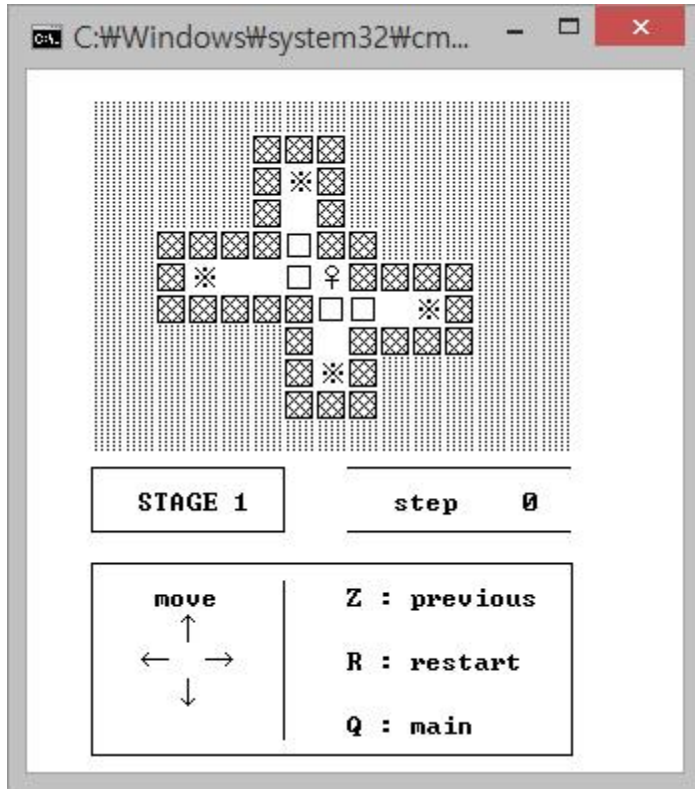 C:₩Windows₩system32₩cm...
STAGE 1
step 0
move
Z : previous
↑
← →
R : restart
↓
Q : main